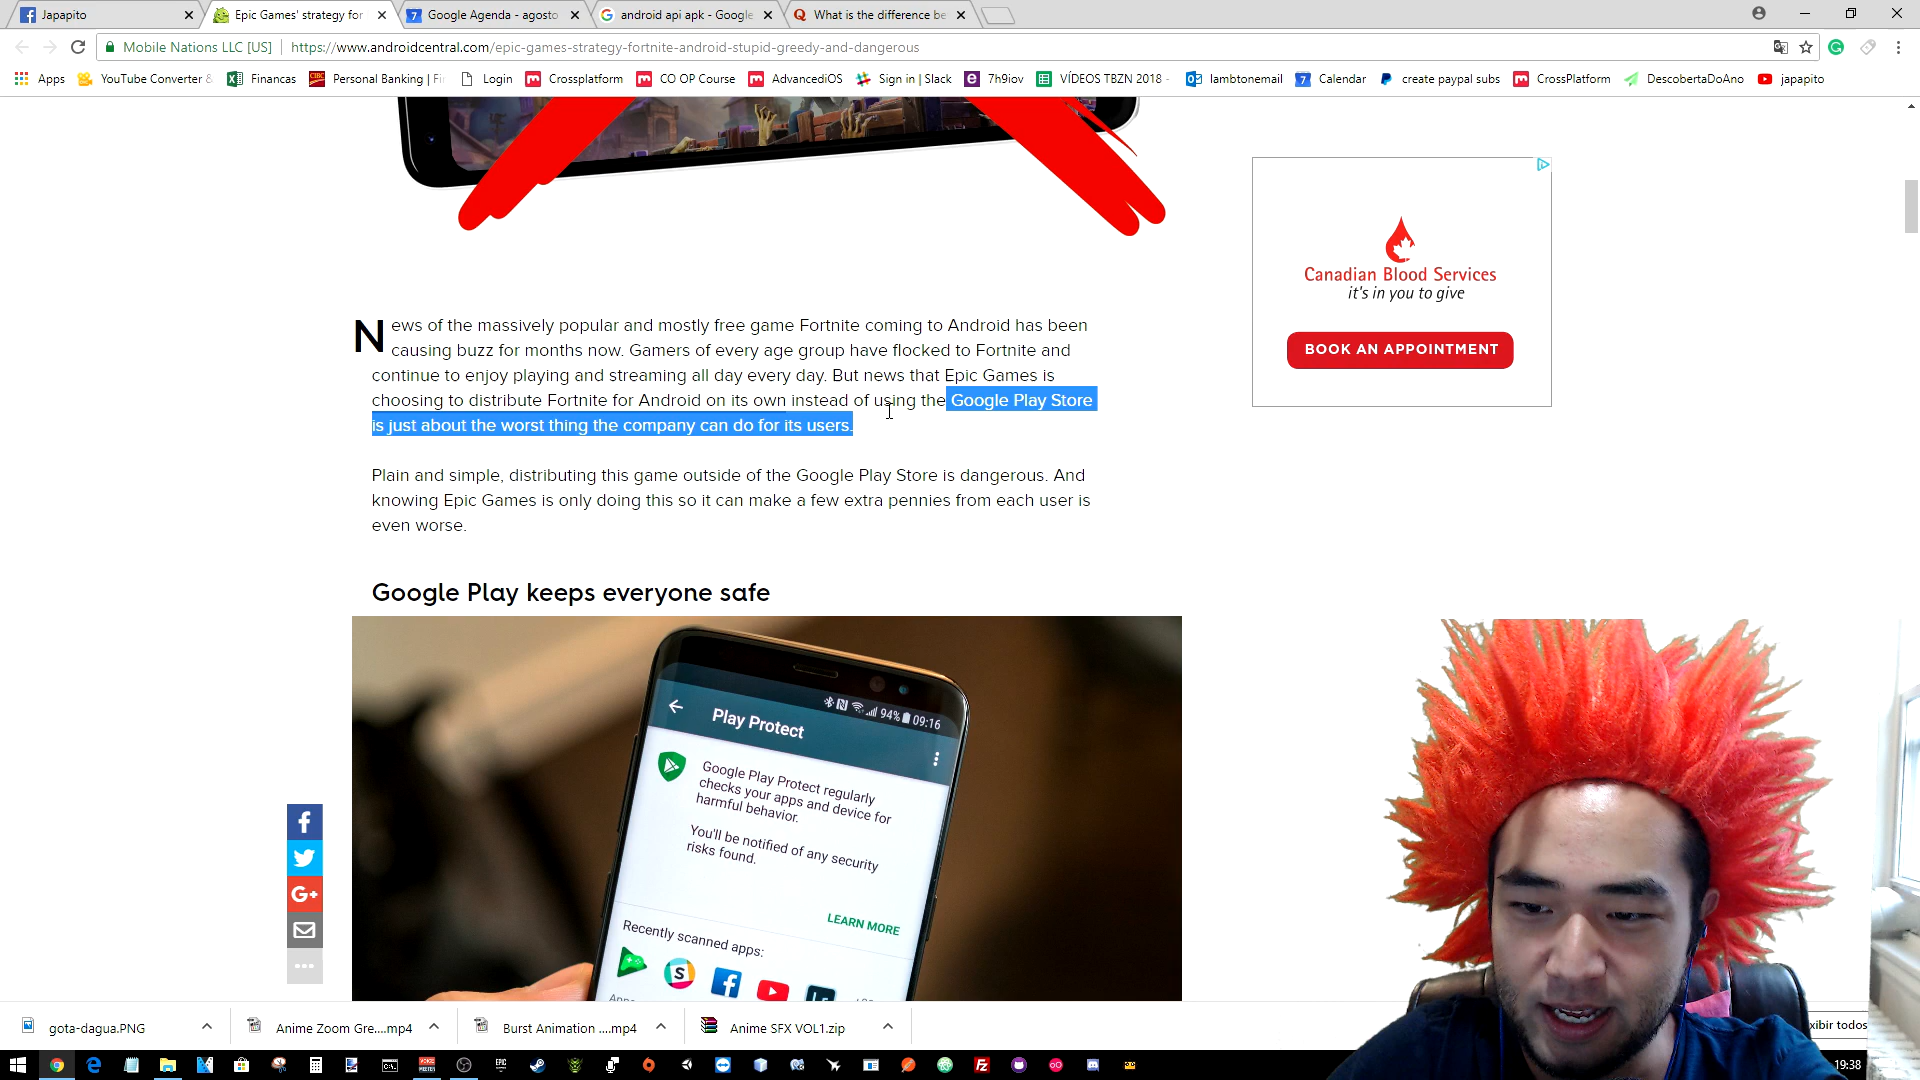 Japapito
Epic Games' strategy for
Google Agenda - agosto
android api apk - Google
What is the difference be
Mobile Nations LLC [US]
https://www.androidcentral.com/epic-games-strategy-fortnite-android-stupid-greedy-and-dangerous
Apps
YouTube Converter &
Financas
Personal Banking | Fi
Login
Crossplatform
CO OP Course
AdvancediOS
Sign in | Slack
7h9iov
VÍDEOS TBZN 2018 -
lambtonemail
Calendar
create paypal subs
CrossPlatform
DescobertaDoAno
japapito
Canadian Blood Services
it's in you to give
BOOK AN APPOINTMENT
News of the massively popular and mostly free game Fortnite coming to Android has been
causing buzz for months now. Gamers of every age group have flocked to Fortnite and
continue to enjoy playing and streaming all day every day. But news that Epic Games is
choosing to distribute Fortnite for Android on its own instead of using the Google Play Store
is just about the worst thing the company can do for its users.
Plain and simple, distributing this game outside of the Google Play Store is dangerous. And
knowing Epic Games is only doing this so it can make a few extra pennies from each user is
even worse.
Google Play keeps everyone safe
94% 09:16
Play Protect
Google Play Protect regularly
checks your apps and device for
harmful behavior.
You'll be notified of any security
risks found.
LEARN MORE
Recently scanned apps:
gota-dagua.PNG
Anime Zoom Gre....mp4
Burst Animation ....mp4
Anime SFX VOL1.zip
xibir todos
19:38